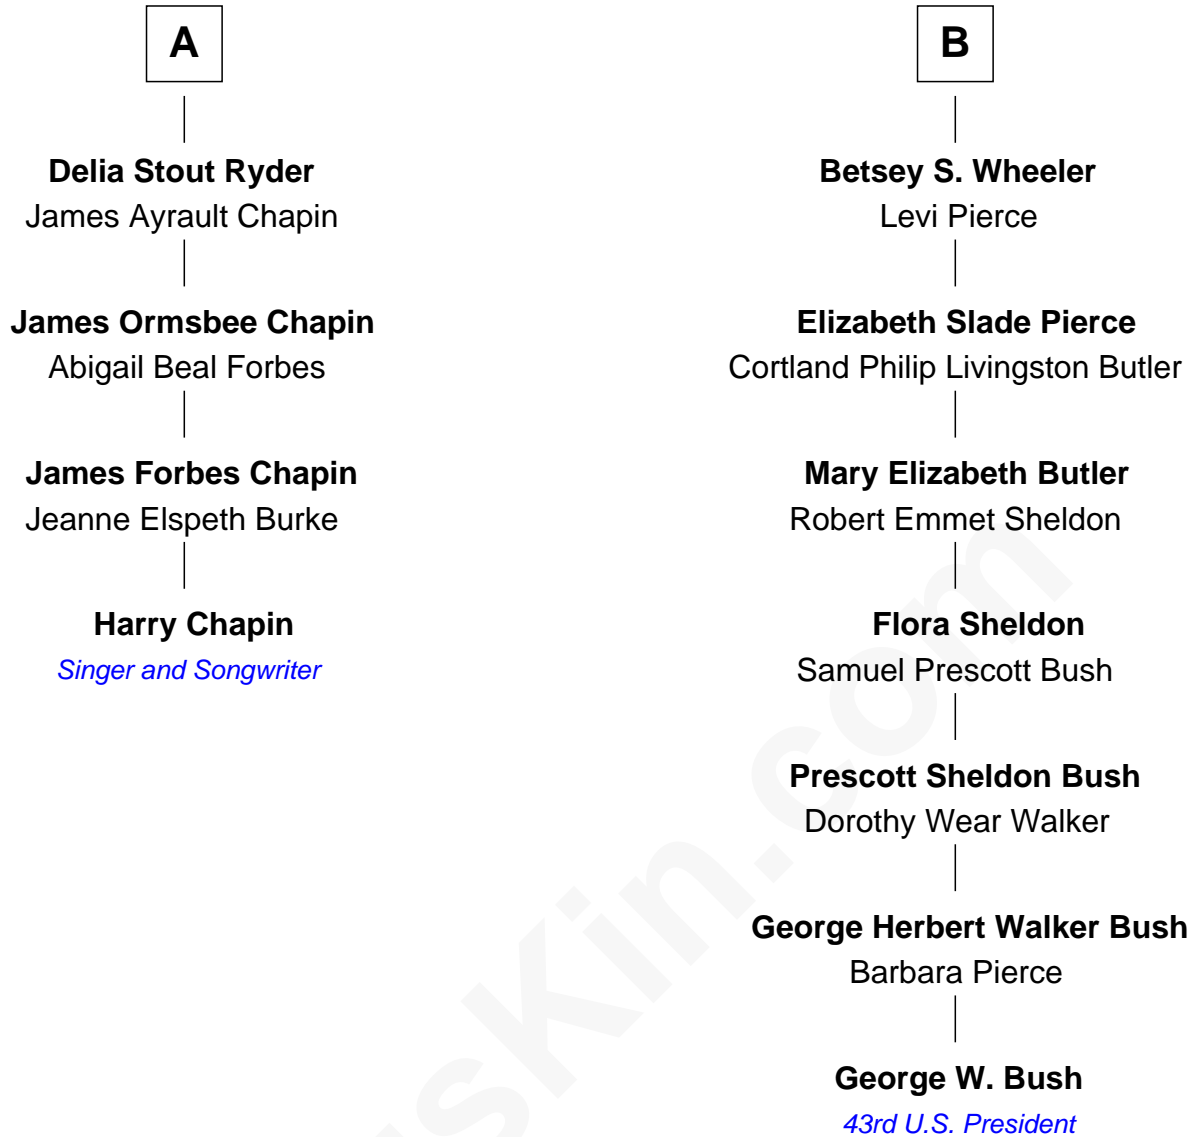 A
Delia Stout Ryder
James Ayrault Chapin
James Ormsbee Chapin
Abigail Beal Forbes
James Forbes Chapin
Jeanne Elspeth Burke
Harry Chapin
Singer and Songwriter
B
Betsey S. Wheeler
Levi Pierce
Elizabeth Slade Pierce
Cortland Philip Livingston Butler
Mary Elizabeth Butler
Robert Emmet Sheldon
Flora Sheldon
Samuel Prescott Bush
Prescott Sheldon Bush
Dorothy Wear Walker
George Herbert Walker Bush
Barbara Pierce
George W. Bush
43rd U.S. President